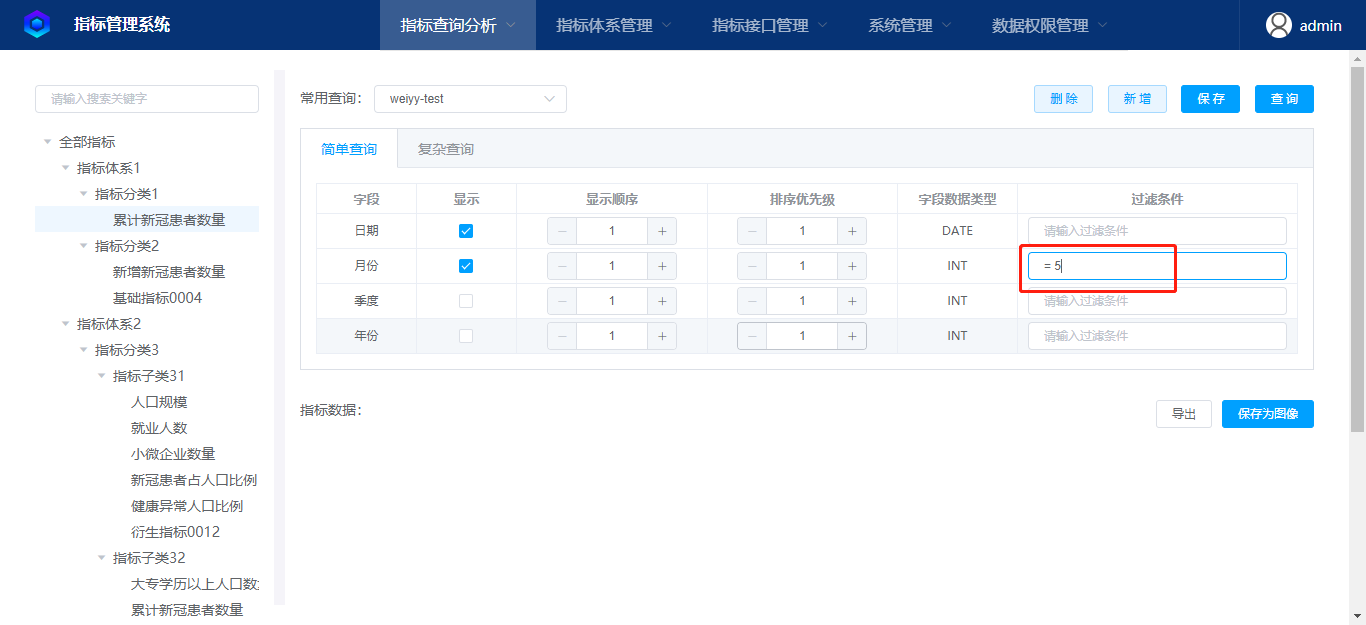 指标管理系统
指标查询分析 指标体系管理 指标接口管理 系统管理 数据权限管理 admin
请输入搜索关键字
全部指标
指标体系1
指标分类1
累计新冠患者数量
指标分类2
新增新冠患者数量
基础指标0004
指标体系2
指标分类3
指标子类31
人口规模
就业人数
小微企业数量
新冠患者占人口比例
健康异常人口比例
衍生指标0012
指标子类32
大专学历以上人口数
累计新冠患者数量
常用查询： weiyy-test 删除 新增 保存 查询
简单查询 复杂查询
字段 显示 显示顺序 排序优先级 字段数据类型 过滤条件
日期 − 1 + − 1 + DATE 请输入过滤条件
月份 − 1 + − 1 + INT = 5
季度 − 1 + − 1 + INT 请输入过滤条件
年份 − 1 + − 1 + INT 请输入过滤条件
指标数据： 导出 保存为图像